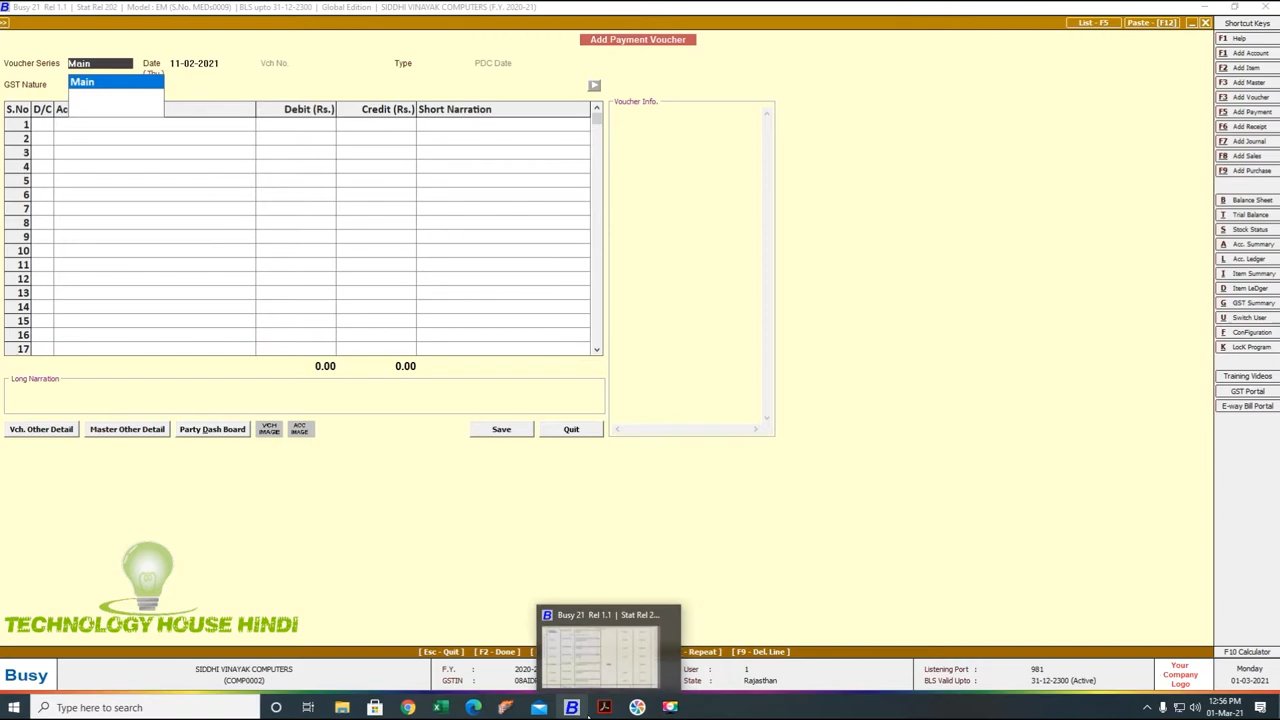 Busy 21 Rel 1.1 | Stat Rel 202 | Model : EM (S.No. MEDs0009) | BLS upto 31-12-2300 | Global Edition | SIDDHI VINAYAK COMPUTERS (F.Y. 2020-21)
>>
List - F5
Paste - [F12]
Shortcut Keys
Add Payment Voucher
Voucher Series Main Date 11-02-2021 Vch No. Type PDC Date
(Thu)
Main
GST Nature
S.No D/C Ac Debit (Rs.) Credit (Rs.) Short Narration
Voucher Info.
1
2
3
4
5
6
7
8
9
10
11
12
13
14
15
16
17
0.00 0.00
Long Narration
Vch. Other Detail Master Other Detail Party Dash Board VCH IMAGE ACC IMAGE Save Quit
F1 Help
F1 Add Account
F2 Add Item
F3 Add Master
F3 Add Voucher
F5 Add Payment
F6 Add Receipt
F7 Add Journal
F8 Add Sales
F9 Add Purchase
B Balance Sheet
T Trial Balance
S Stock Status
A Acc. Summary
L Acc. Ledger
I Item Summary
D Item LeDger
G GST Summary
U Switch User
F ConFiguration
K LocK Program
Training Videos
GST Portal
E-way Bill Portal
TECHNOLOGY HOUSE HINDI
Busy 21 Rel 1.1 | Stat Rel 2...
[ Esc - Quit ] [ F2 - Done ] [ - Repeat ] [ F9 - Del. Line ]
F10 Calculator
Busy
SIDDHI VINAYAK COMPUTERS
(COMP0002)
F.Y. 2020-
GSTIN 08AIDR
User 1
State Rajasthan
Listening Port 981
BLS Valid Upto 31-12-2300 (Active)
Your
Company
Logo
Monday
01-03-2021
Type here to search
12:56 PM
01-Mar-21